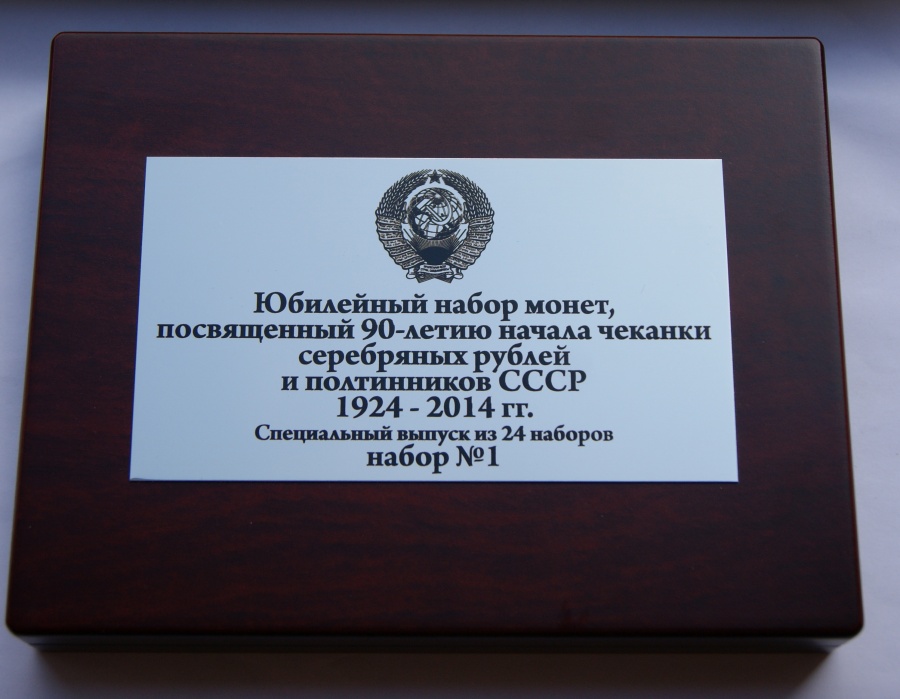 Юбилейный набор монет,
посвященный 90-летию начала чеканки
серебряных рублей
и полтинников СССР
1924 - 2014 гг.
Специальный выпуск из 24 наборов
набор №1